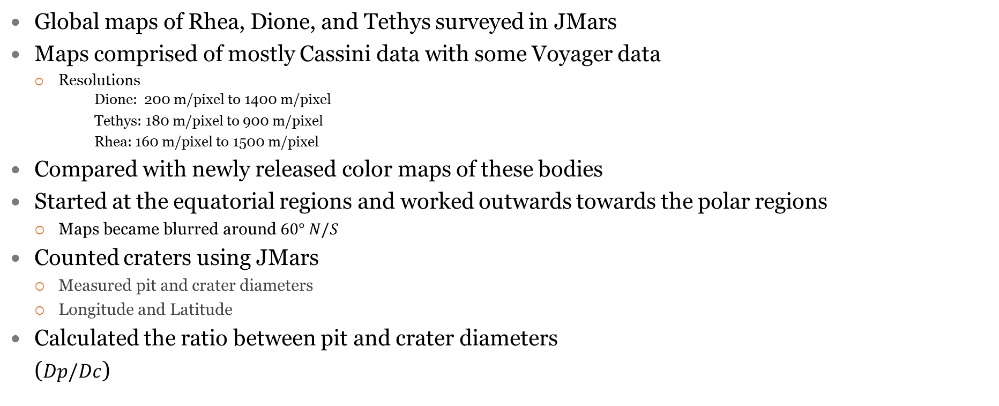 Global maps of Rhea, Dione, and Tethys surveyed in JMars
Maps comprised of mostly Cassini data with some Voyager data
Resolutions
Dione: 200 m/pixel to 1400 m/pixel
Tethys: 180 m/pixel to 900 m/pixel
Rhea: 160 m/pixel to 1500 m/pixel
Compared with newly released color maps of these bodies
Started at the equatorial regions and worked outwards towards the polar regions
Maps became blurred around 60° N/S
Counted craters using JMars
Measured pit and crater diameters
Longitude and Latitude
Calculated the ratio between pit and crater diameters
(Dp/Dc)